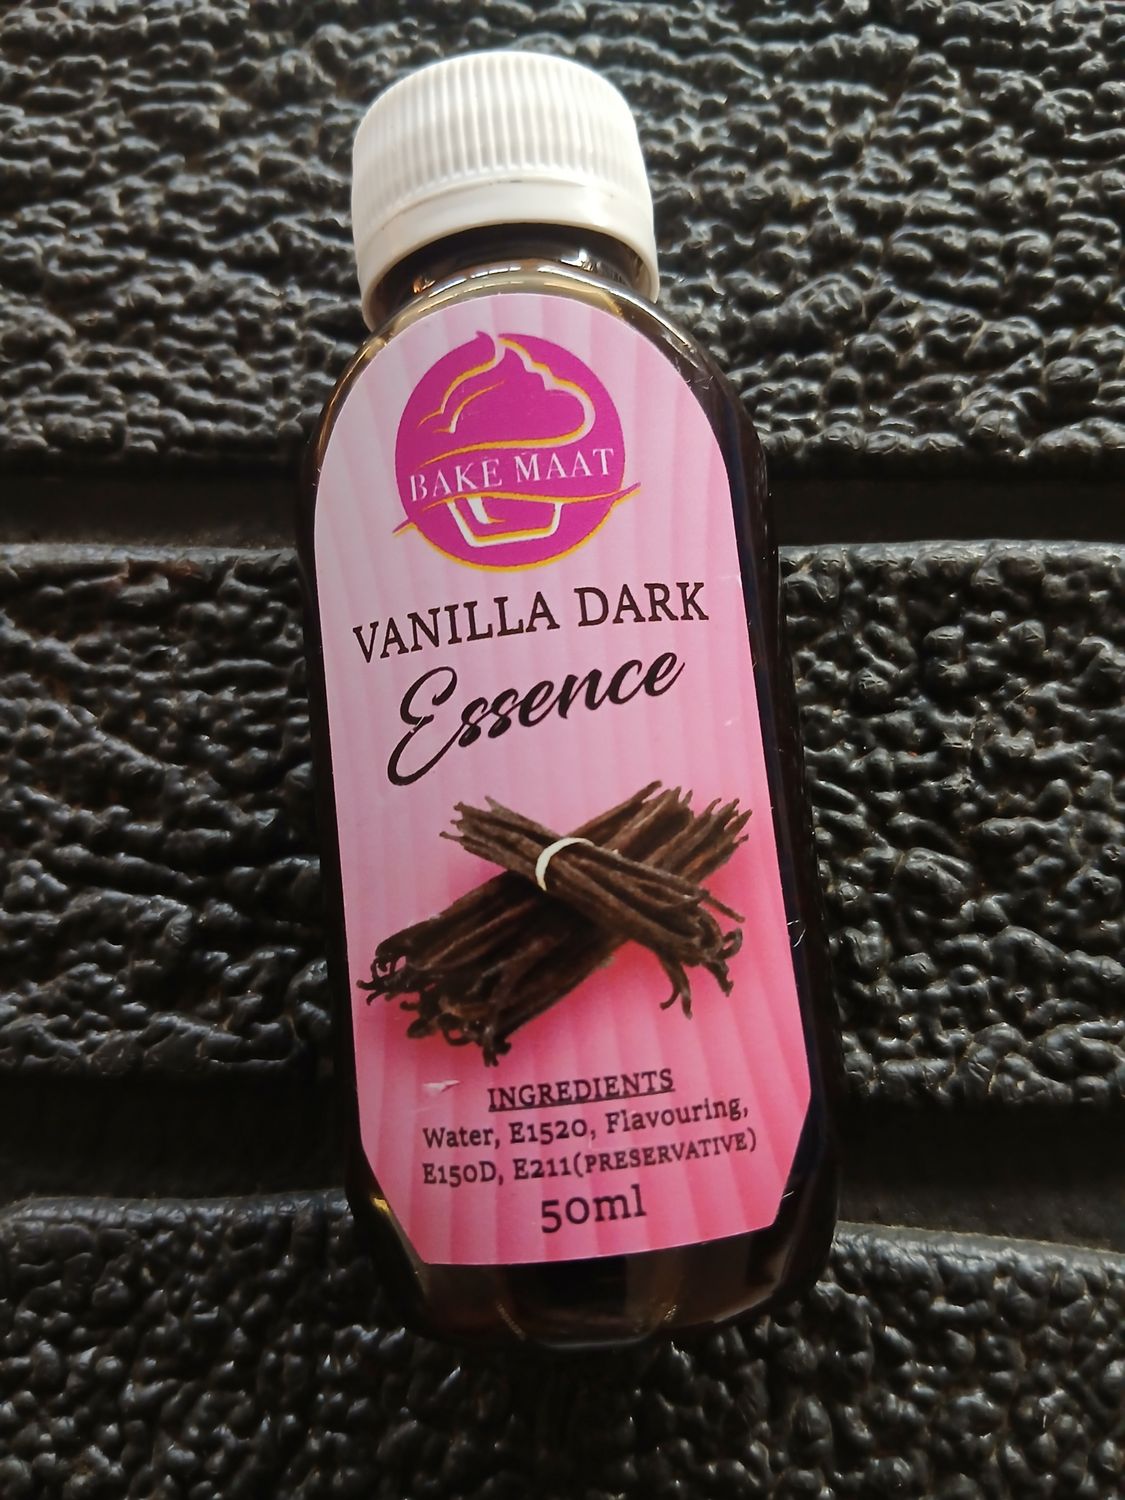 BAKE MAAT
VANILLA DARK
Essence
INGREDIENTS
Water, E1520, Flavouring,
E150D, E211(PRESERVATIVE)
50ml